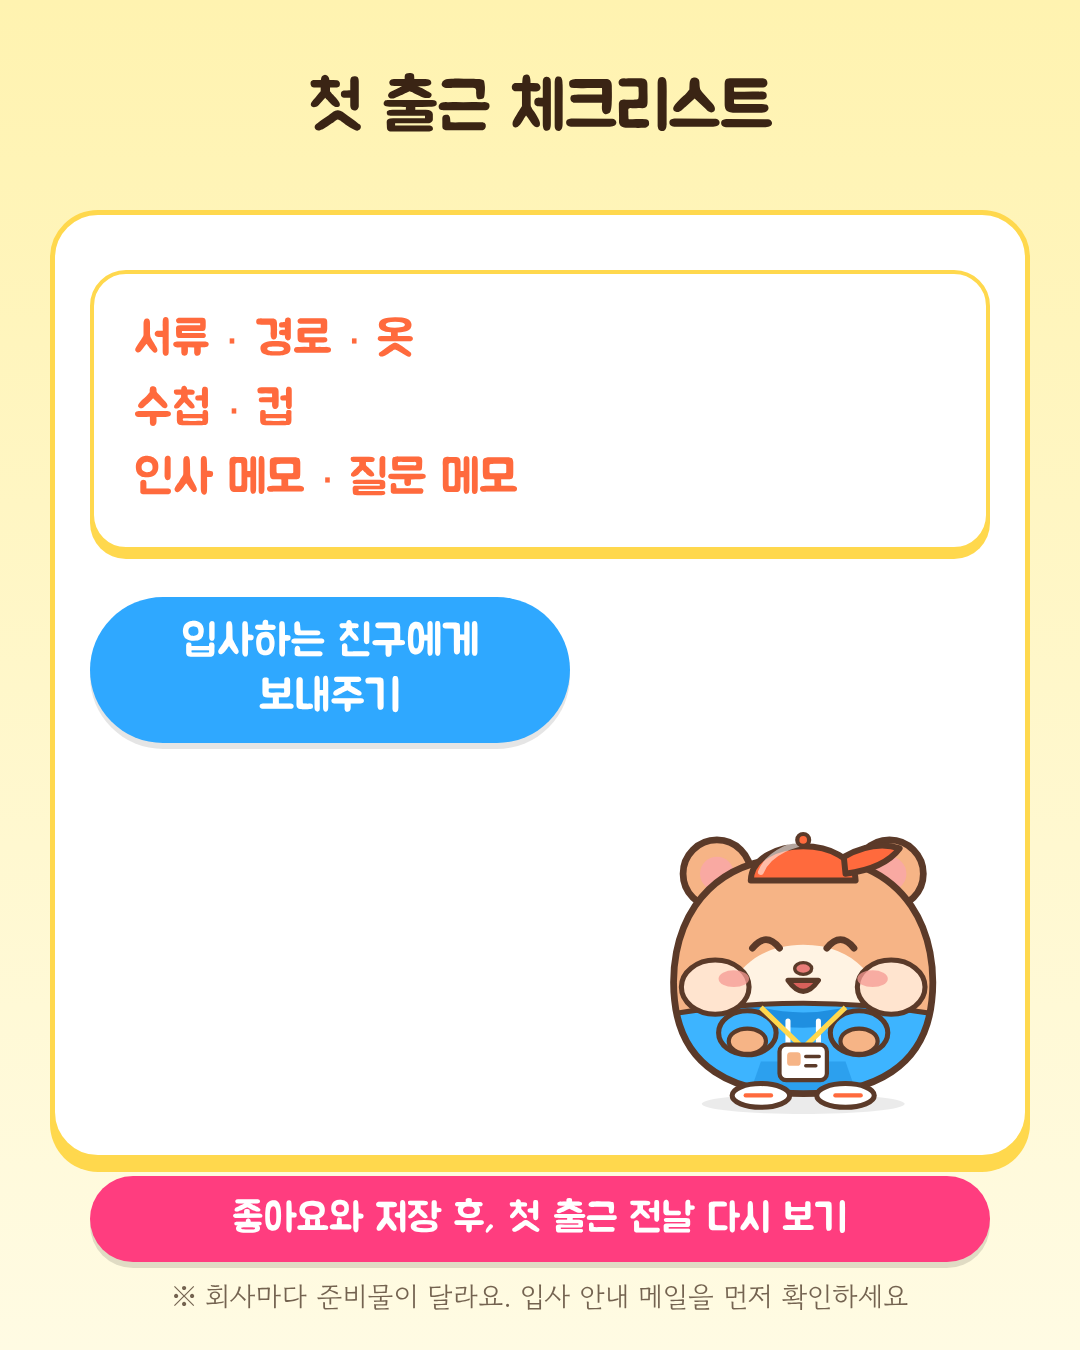 첫 출근 체크리스트
서류 · 경로 · 옷
수첩 · 컵
인사 메모 · 질문 메모
입사하는 친구에게
보내주기
좋아요와 저장 후, 첫 출근 전날 다시 보기
※ 회사마다 준비물이 달라요. 입사 안내 메일을 먼저 확인하세요